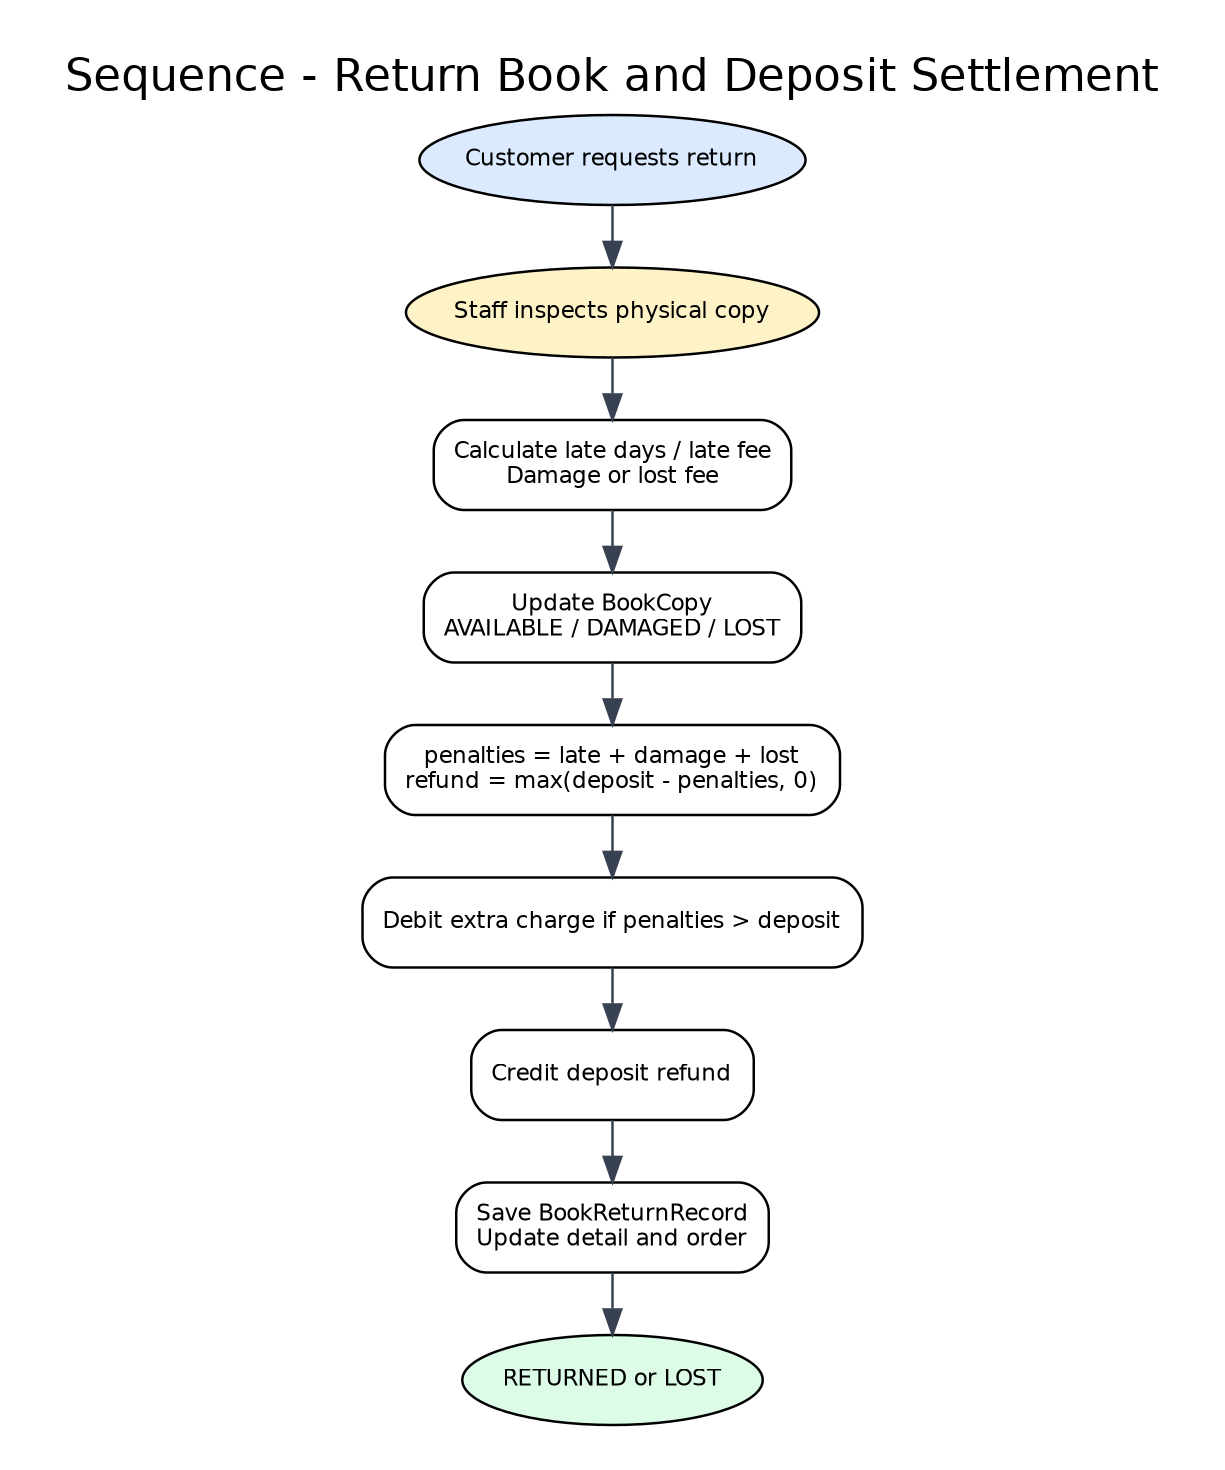 Sequence - Return Book and Deposit Settlement
Customer requests return
Staff inspects physical copy
Calculate late days / late fee
Damage or lost fee
Update BookCopy
AVAILABLE / DAMAGED / LOST
penalties = late + damage + lost
refund = max(deposit - penalties, 0)
Debit extra charge if penalties > deposit
Credit deposit refund
Save BookReturnRecord
Update detail and order
RETURNED or LOST